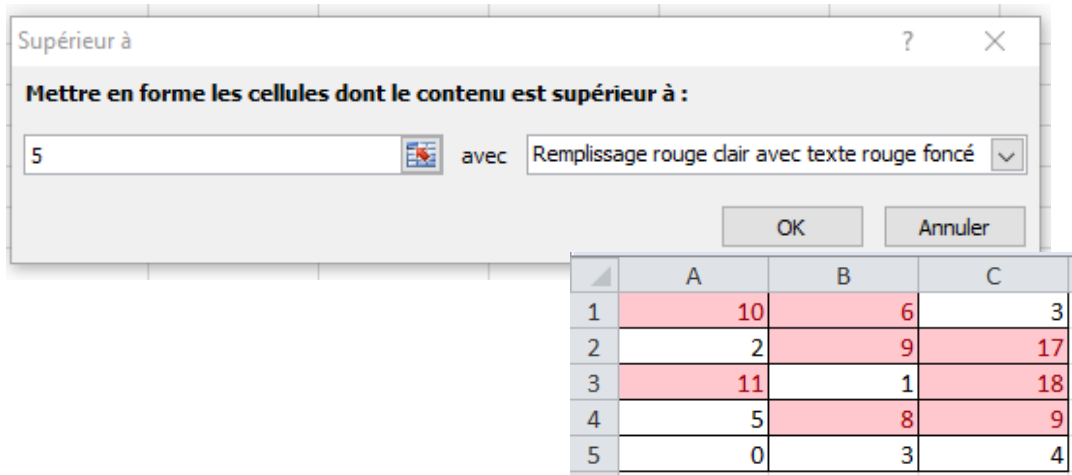 Supérieur à ?
Mettre en forme les cellules dont le contenu est supérieur à :
5 avec Remplissage rouge clair avec texte rouge foncé
OK Annuler
A B C
1 10 6 3
2 2 9 17
3 11 1 18
4 5 8 9
5 0 3 4